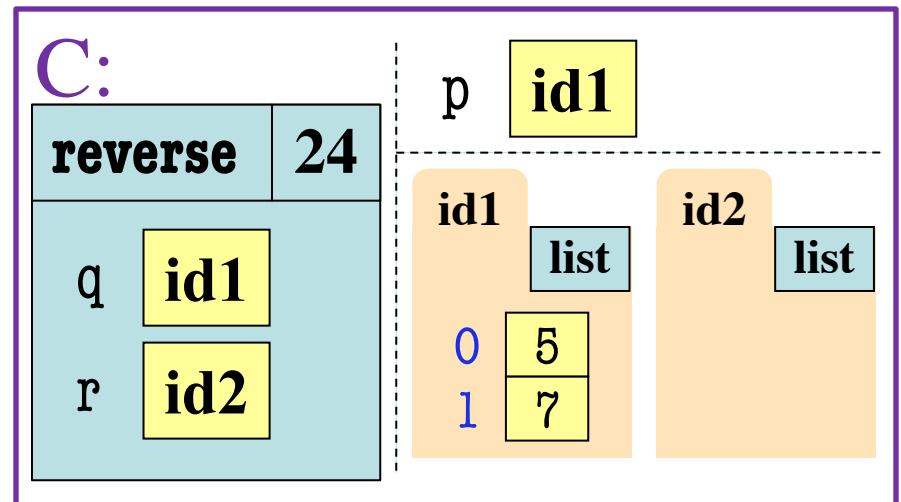 C:
reverse 24
q id1
r id2
p id1
id1
list
0 5
1 7
id2
list